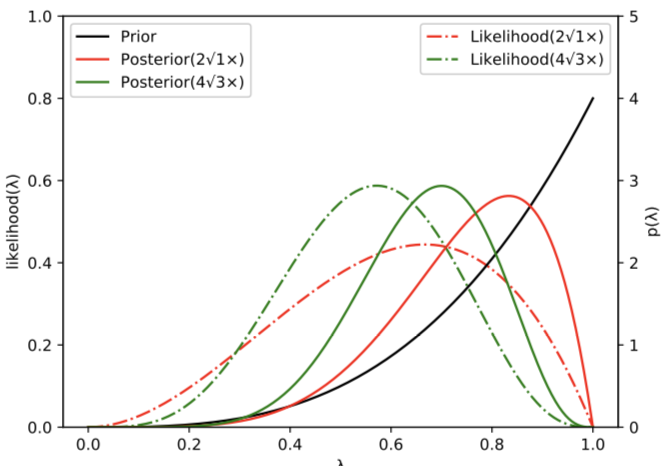 1.0
0.8
0.6
0.4
0.2
0.0
likelihood(λ)
Prior
Posterior(2√1×)
Posterior(4√3×)
Likelihood(2√1×)
Likelihood(4√3×)
5
4
3
2
1
0
p(λ)
0.0 0.2 0.4 0.6 0.8 1.0
λ